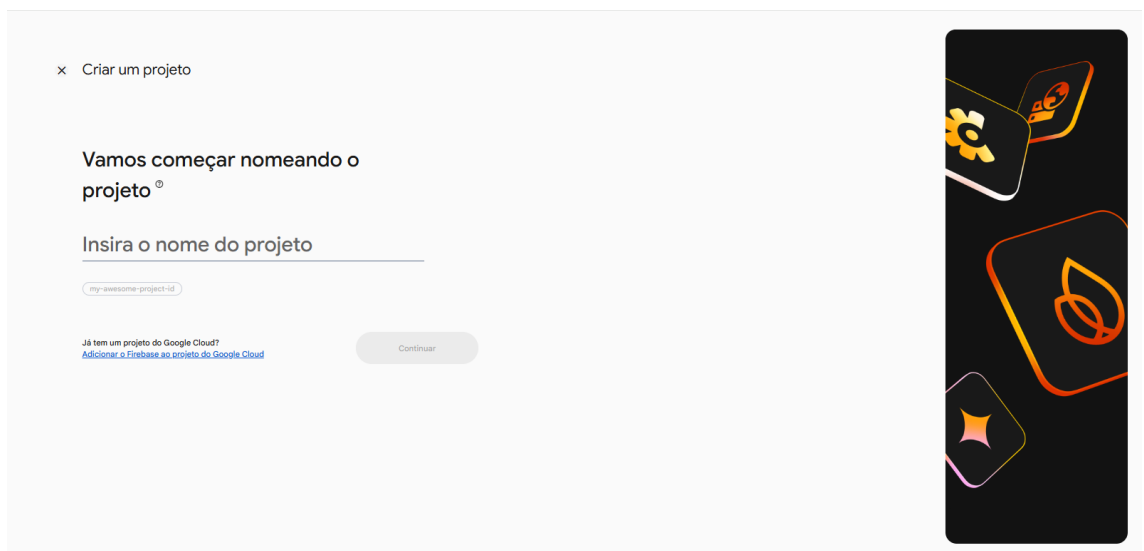 × Criar um projeto
Vamos começar nomeando o
projeto ?
Insira o nome do projeto
my-awesome-project-id
Já tem um projeto do Google Cloud?
Adicionar o Firebase ao projeto do Google Cloud
Continuar